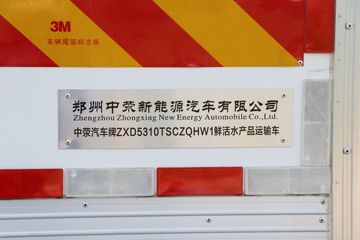 3M
车辆尾部标志板
郑州中荥新能源汽车有限公司
Zhengzhou Zhongxing New Energy Automobile Co.,Ltd.
中荥汽车牌ZXD5310TSCZQHW1鲜活水产品运输车